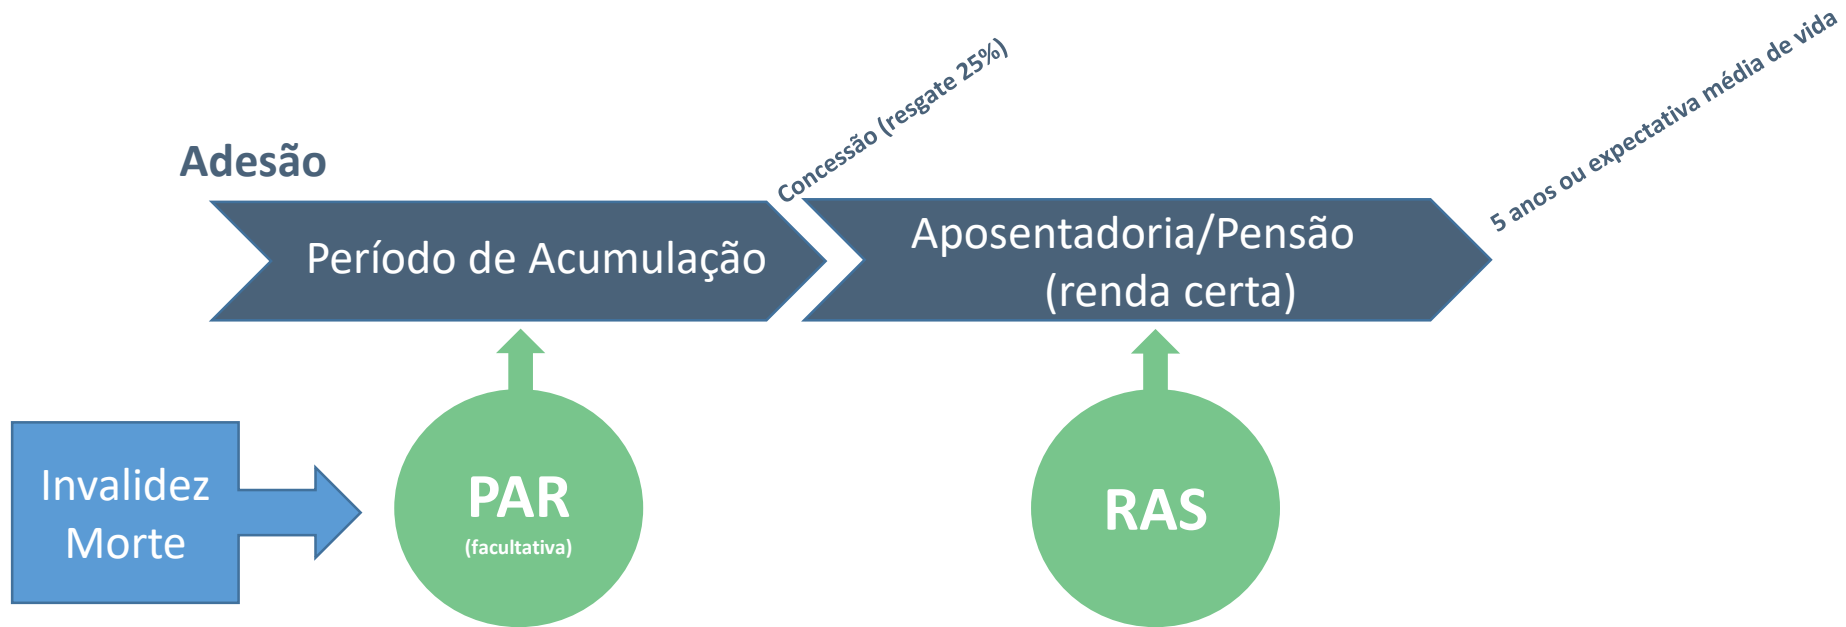 Adesão
Concessão (resgate 25%)
5 anos ou expectativa média de vida
Período de Acumulação
Aposentadoria/Pensão
(renda certa)
Invalidez
Morte
PAR
(facultativa)
RAS